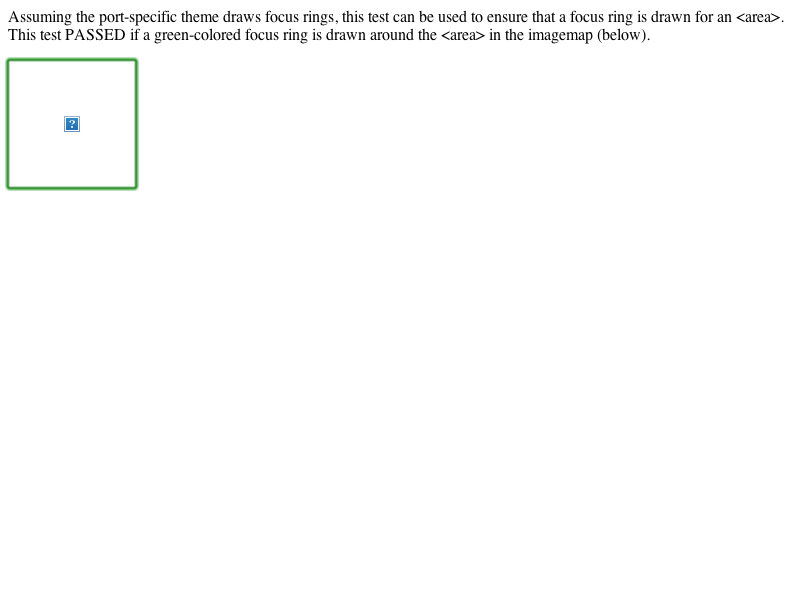 Assuming the port-specific theme draws focus rings, this test can be used to ensure that a focus ring is drawn for an <area>.
This test PASSED if a green-colored focus ring is drawn around the <area> in the imagemap (below).
?